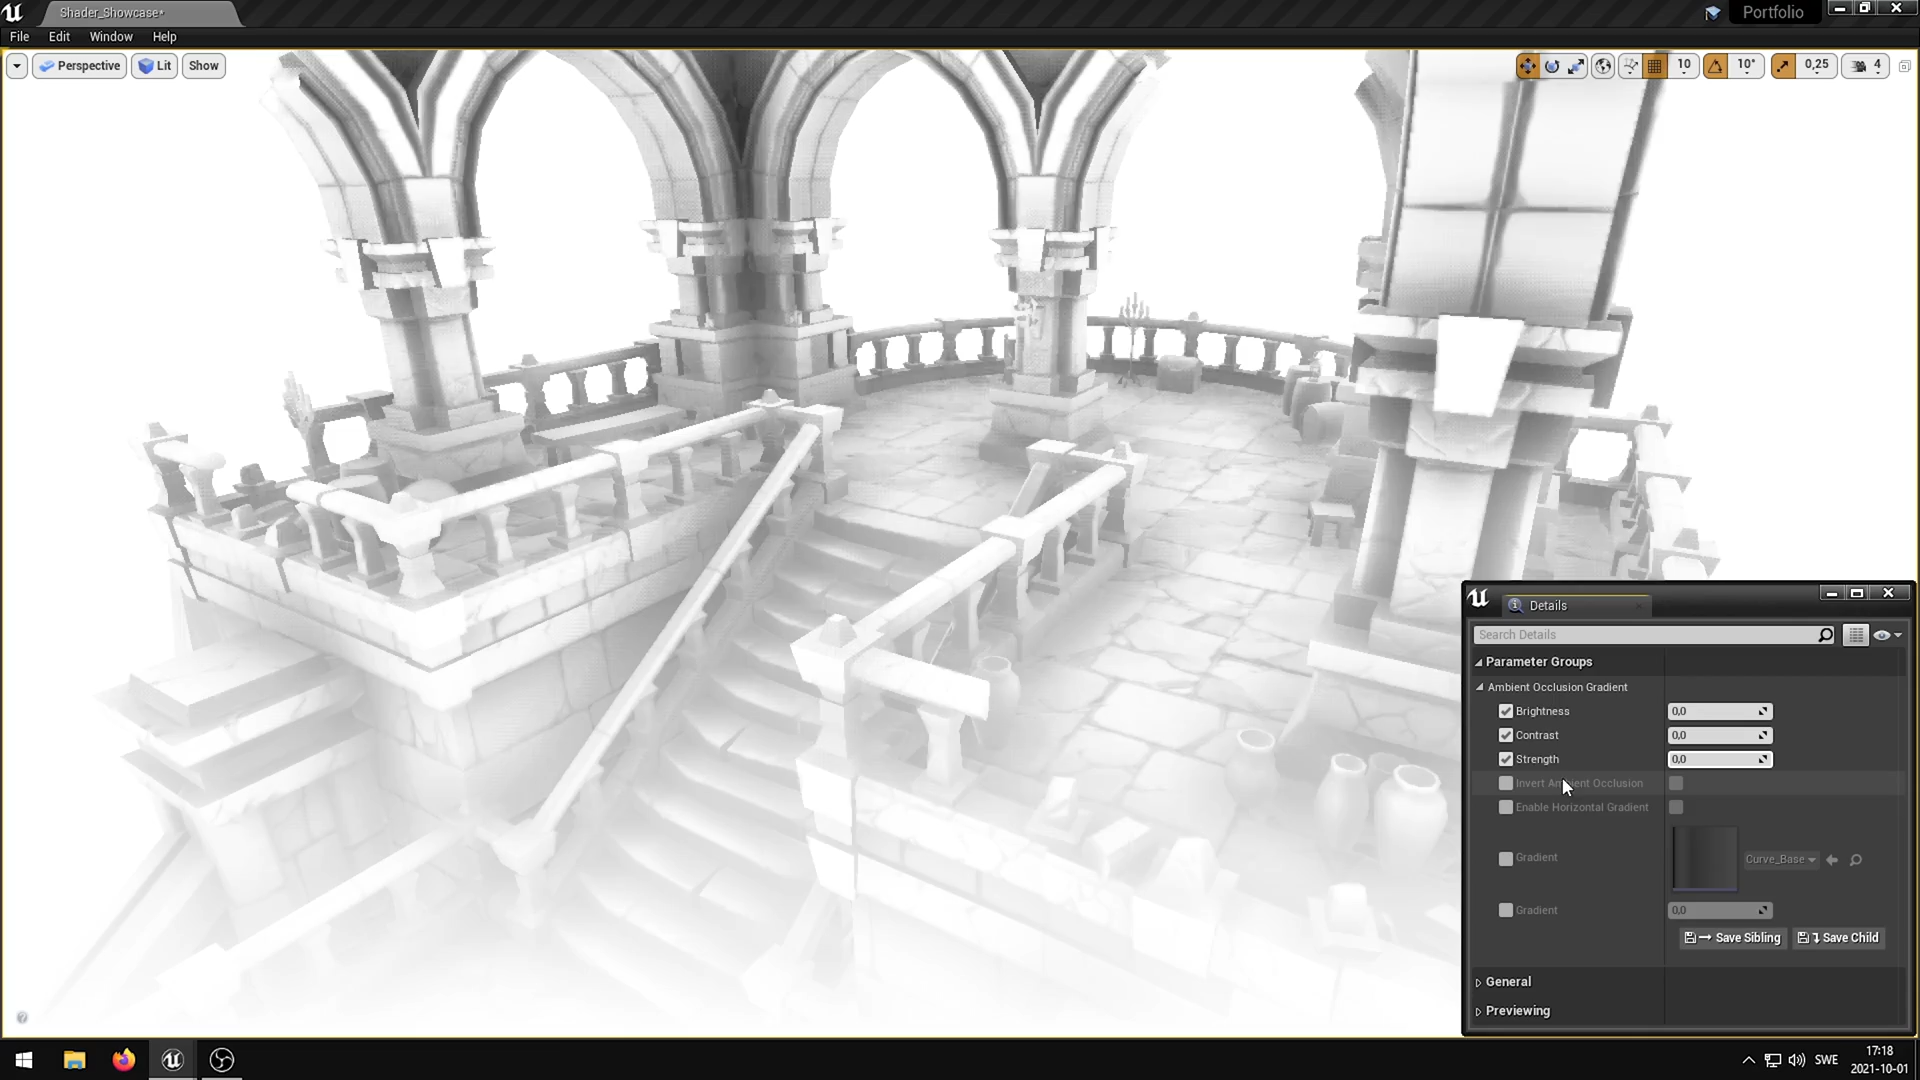 Shader_Showcase*
Portfolio
File Edit Window Help
Perspective Lit Show
10 10° 0,25 4
Details
Search Details
Parameter Groups
Ambient Occlusion Gradient
Brightness 0,0
Contrast 0,0
Strength 0,0
Invert Ambient Occlusion
Enable Horizontal Gradient
Gradient Curve_Base
Gradient 0,0
Save Sibling Save Child
General
Previewing
SWE
17:18
2021-10-01